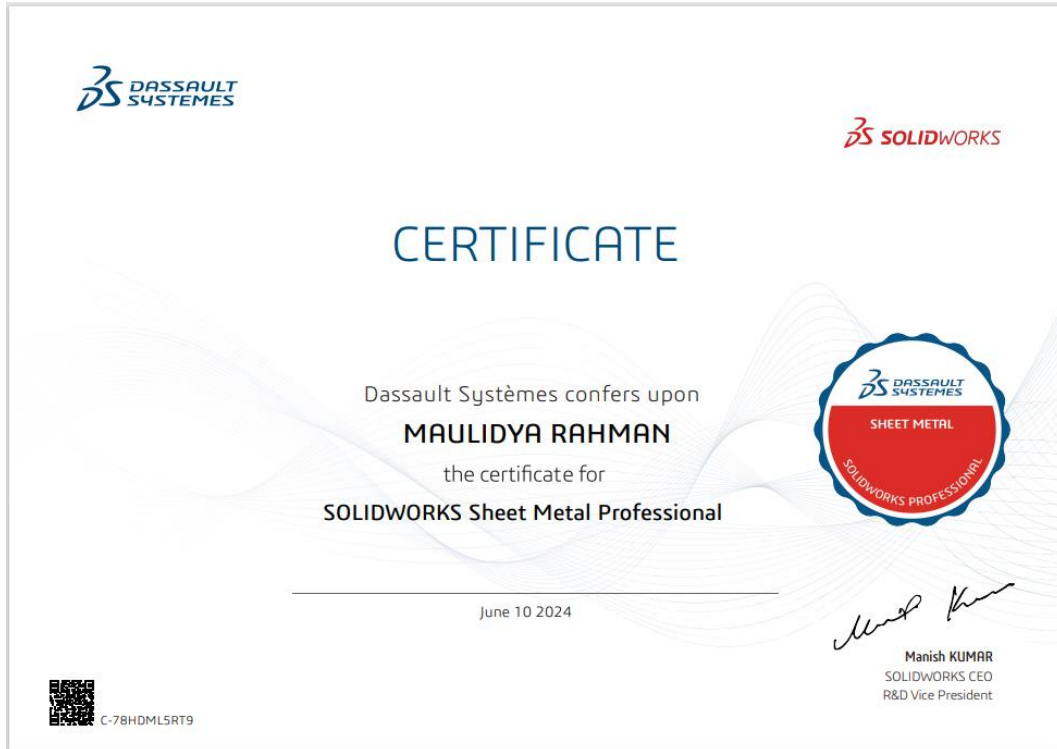 DASSAULT
SYSTEMES
SOLIDWORKS
CERTIFICATE
Dassault Systèmes confers upon
MAULIDYA RAHMAN
the certificate for
SOLIDWORKS Sheet Metal Professional
DASSAULT
SYSTEMES
SHEET METAL
SOLIDWORKS PROFESSIONAL
June 10 2024
Manish KUMAR
SOLIDWORKS CEO
R&D Vice President
C-78HDML5RT9